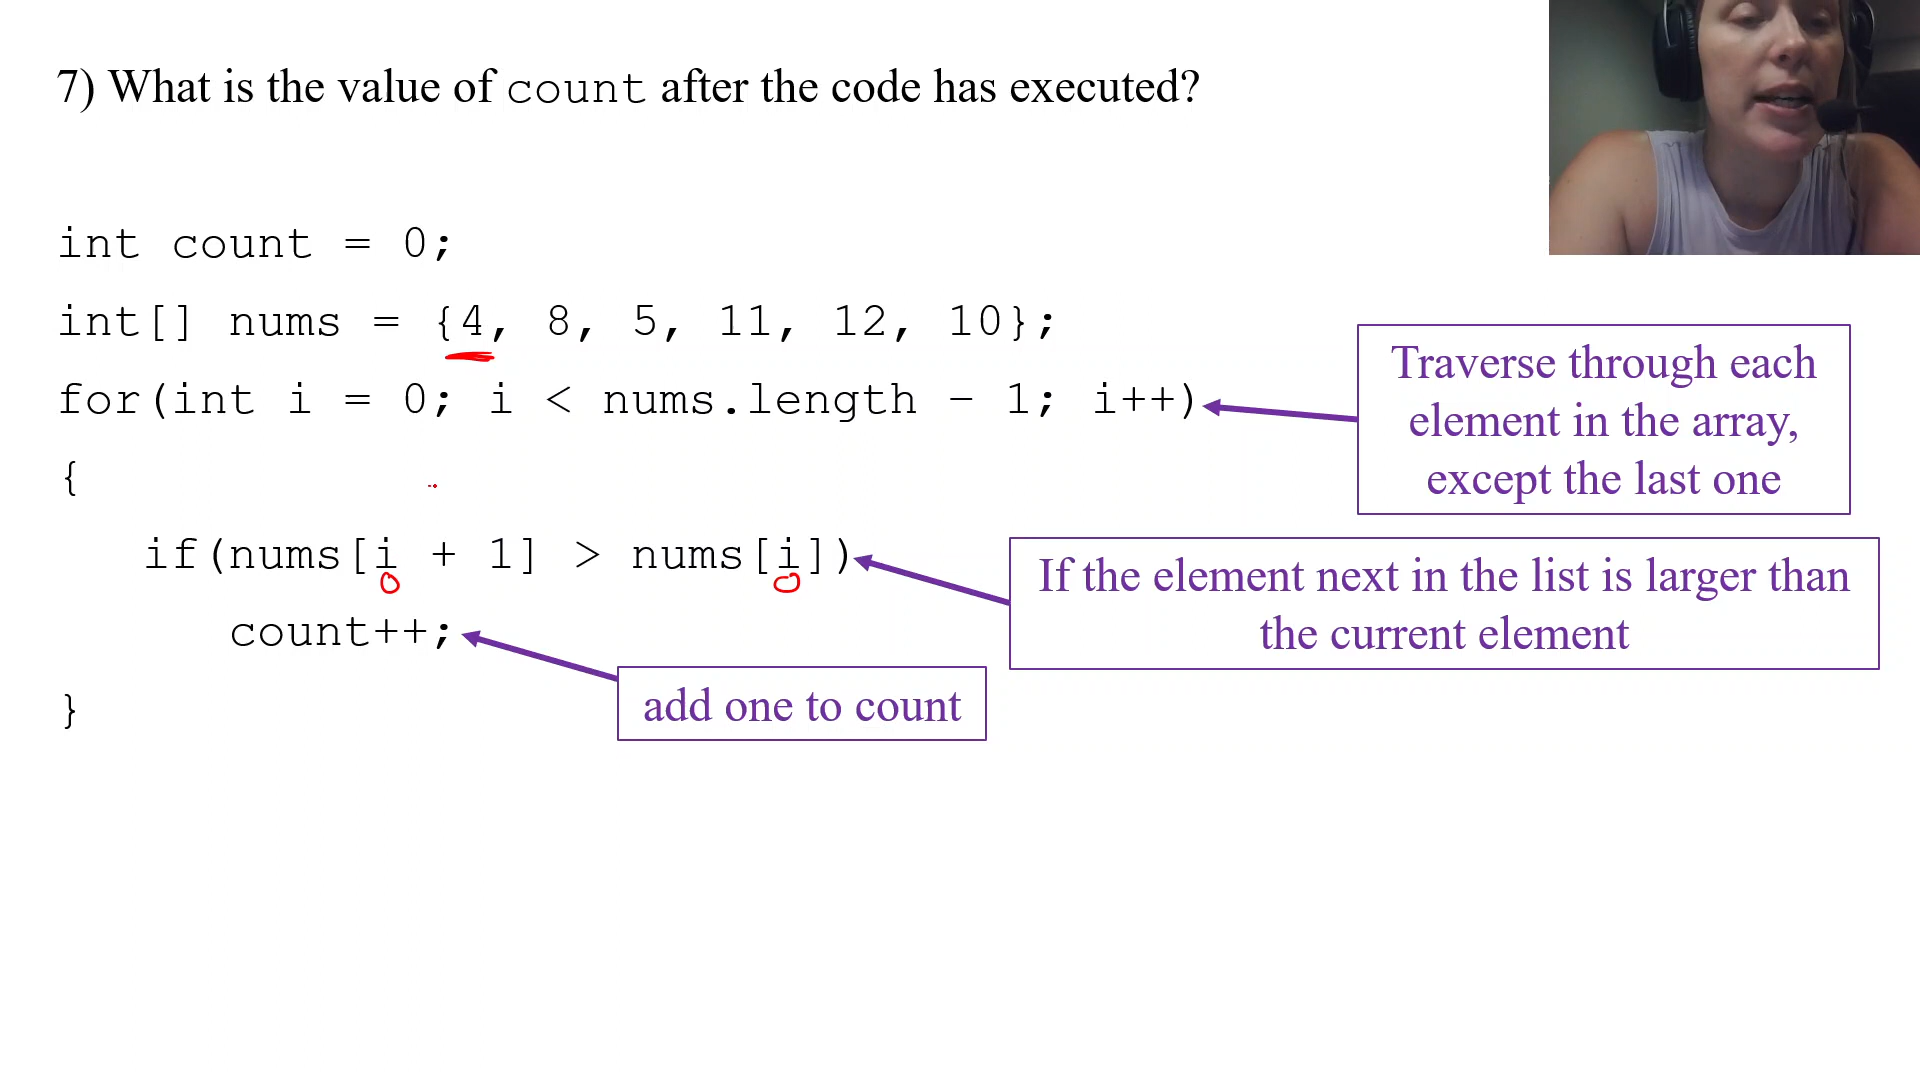 7) What is the value of count after the code has executed?
int count = 0;
int[] nums = {4, 8, 5, 11, 12, 10};
for(int i = 0; i < nums.length - 1; i++)
Traverse through each
element in the array,
except the last one
{
if(nums[i + 1] > nums[i])
0 0
If the element next in the list is larger than
the current element
count++;
add one to count
}